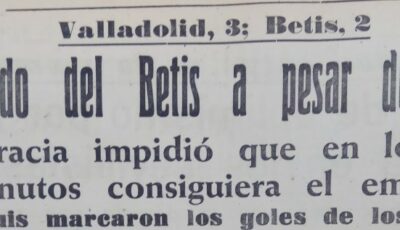 Valladolid, 3; Betis, 2
do del Betis a pesar d
racia impidió que en l
nutos consiguiera el em
uis marcaron los goles de los